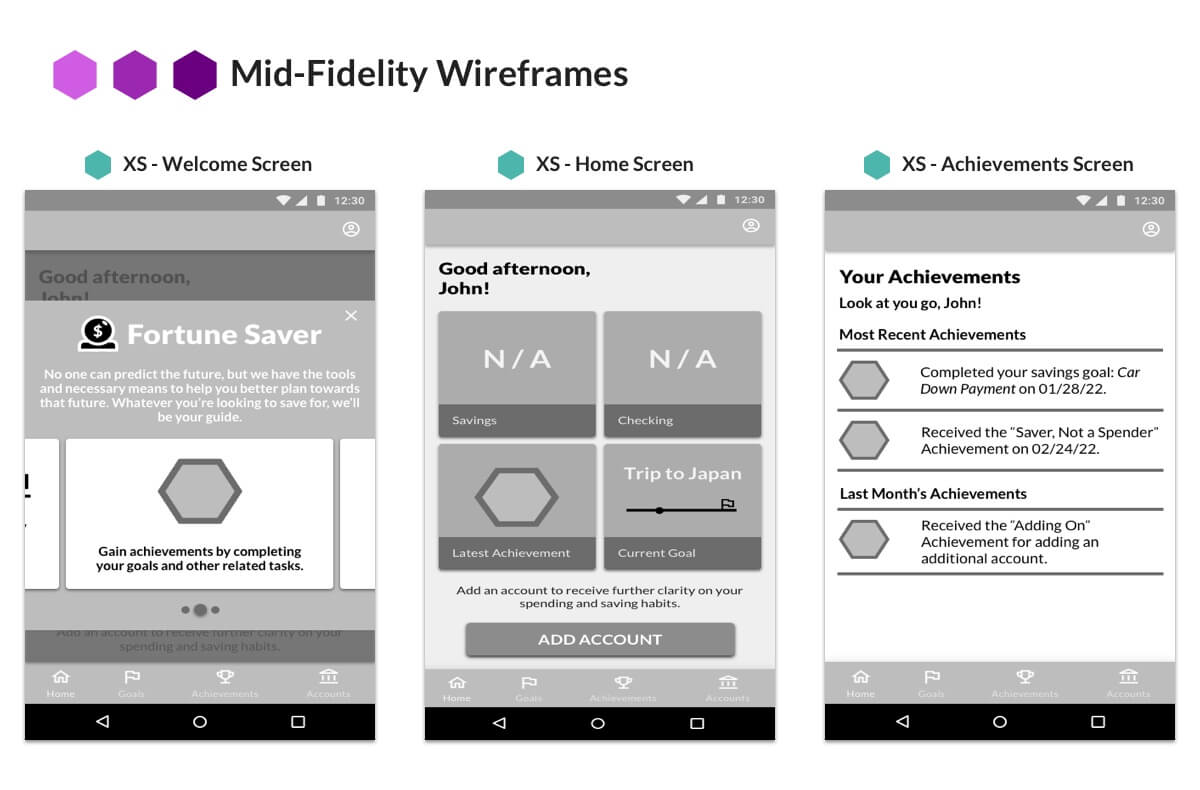 Mid-Fidelity Wireframes
XS - Welcome Screen
12:30
Good afternoon,
John!
Fortune Saver
No one can predict the future, but we have the tools
and necessary means to help you better plan towards
that future. Whatever you're looking to save for, we'll
be your guide.
Gain achievements by completing
your goals and other related tasks.
Add an account to receive further clarity on your
spending and saving habits.
Home Goals Achievements Accounts
XS - Home Screen
12:30
Good afternoon,
John!
N / A
Savings
N / A
Checking
Latest Achievement
Trip to Japan
Current Goal
Add an account to receive further clarity on your
spending and saving habits.
ADD ACCOUNT
Home Goals Achievements Accounts
XS - Achievements Screen
12:30
Your Achievements
Look at you go, John!
Most Recent Achievements
Completed your savings goal: Car
Down Payment on 01/28/22.
Received the "Saver, Not a Spender"
Achievement on 02/24/22.
Last Month's Achievements
Received the "Adding On"
Achievement for adding an
additional account.
Home Goals Achievements Accounts